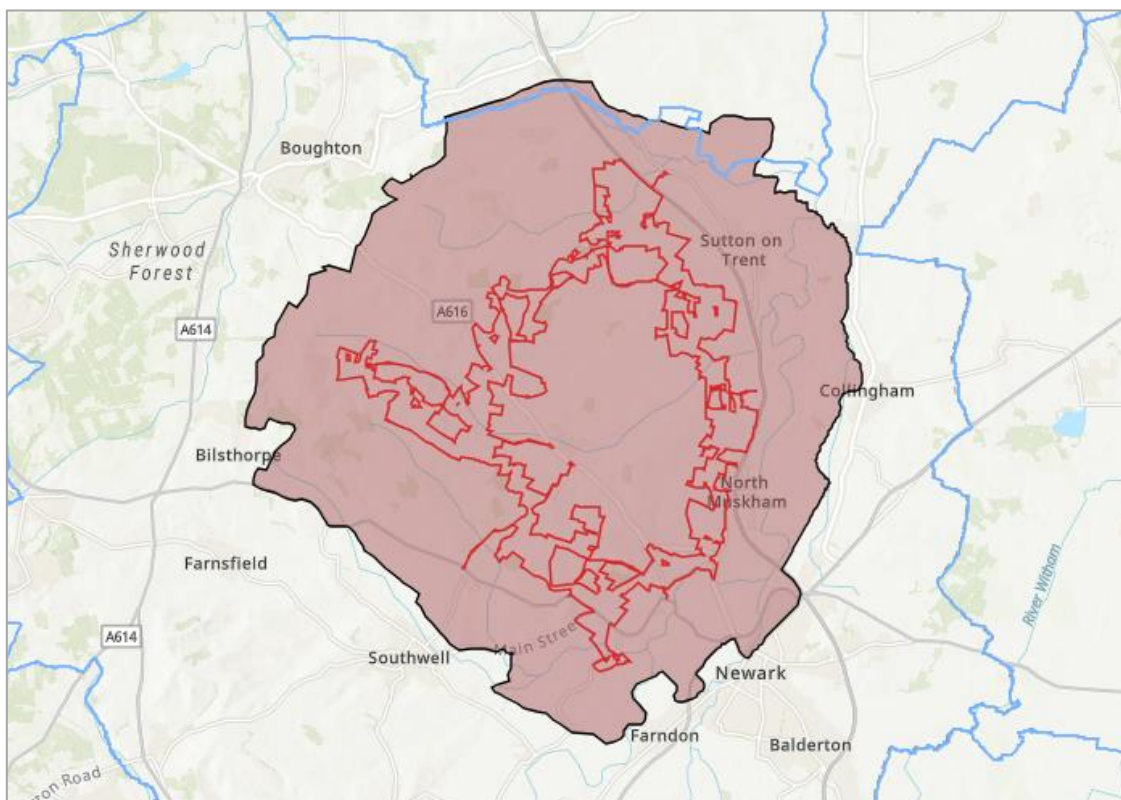 Boughton
Sherwood
Forest
Sutton on
Trent
A616
A614
Collingham
Bilsthorpe
North
Muskham
Farnsfield
River Witham
A614
Main Street
Southwell
Newark
Farndon
Balderton
Road